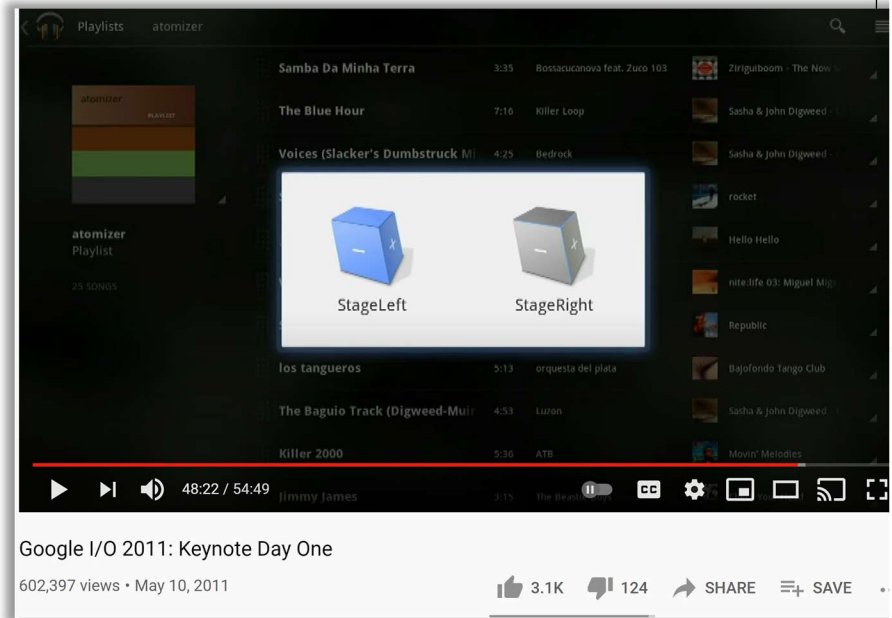 Playlists atomizer
Samba Da Minha Terra 3:35 Bossacucanova feat. Zuco 103 Ziriguiboom - The Now
atomizer
PLAYLIST
The Blue Hour 7:16 Killer Loop Sasha & John Digweed -
Voices (Slacker's Dumbstruck Mi 4:25 Bedrock Sasha & John Digweed -
rocket
atomizer
Playlist
Hello Hello
25 SONGS
nite:life 03: Miguel Mig
StageLeft StageRight
Republic
los tangueros 5:13 orquesta del plata Bajofondo Tango Club
The Baguio Track (Digweed-Muir 4:53 Luzon Sasha & John Digweed
Killer 2000 5:36 ATB Movin' Melodies
48:22 / 54:49 CC
Jimmy James 3:15 The Beastie Boys
Google I/O 2011: Keynote Day One
602,397 views • May 10, 2011 3.1K 124 SHARE SAVE